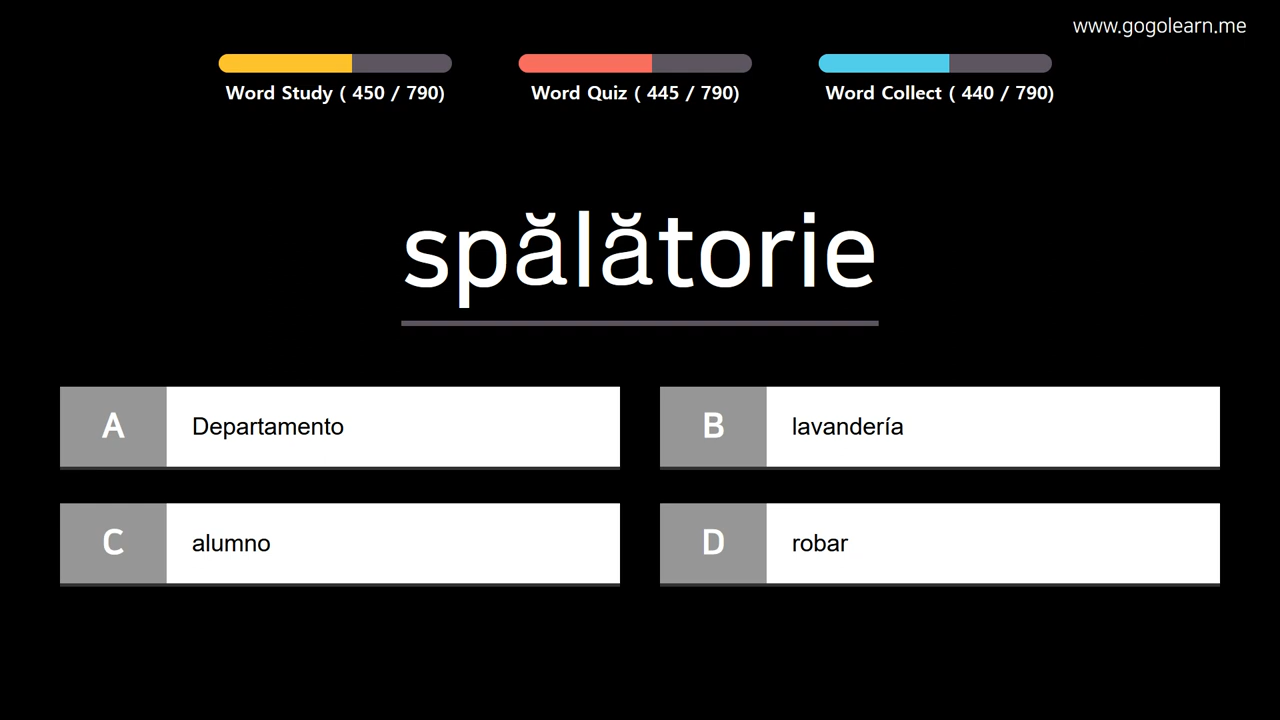 www.gogolearn.me
Word Study ( 450 / 790)
Word Quiz ( 445 / 790)
Word Collect ( 440 / 790)
spălătorie
A Departamento
B lavandería
C alumno
D robar